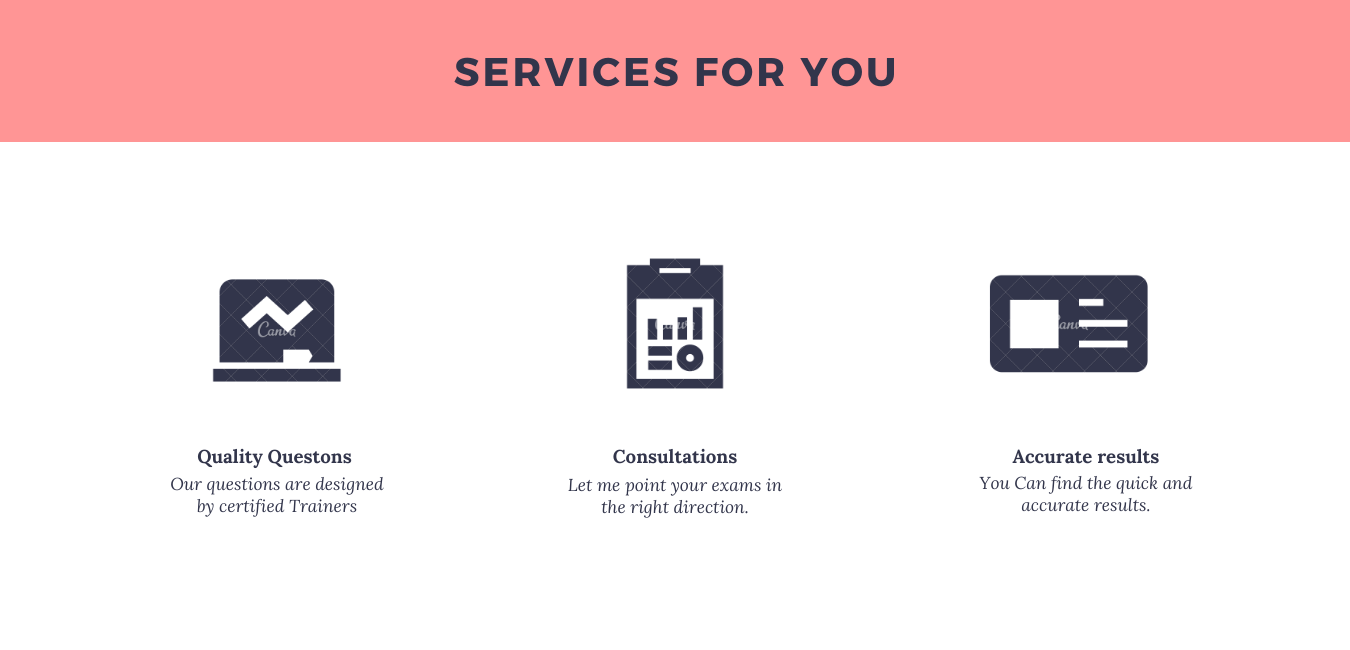 SERVICES FOR YOU
Canva
Canva
Canva
Quality Questons
Our questions are designed
by certified Trainers
Consultations
Let me point your exams in
the right direction.
Accurate results
You Can find the quick and
accurate results.